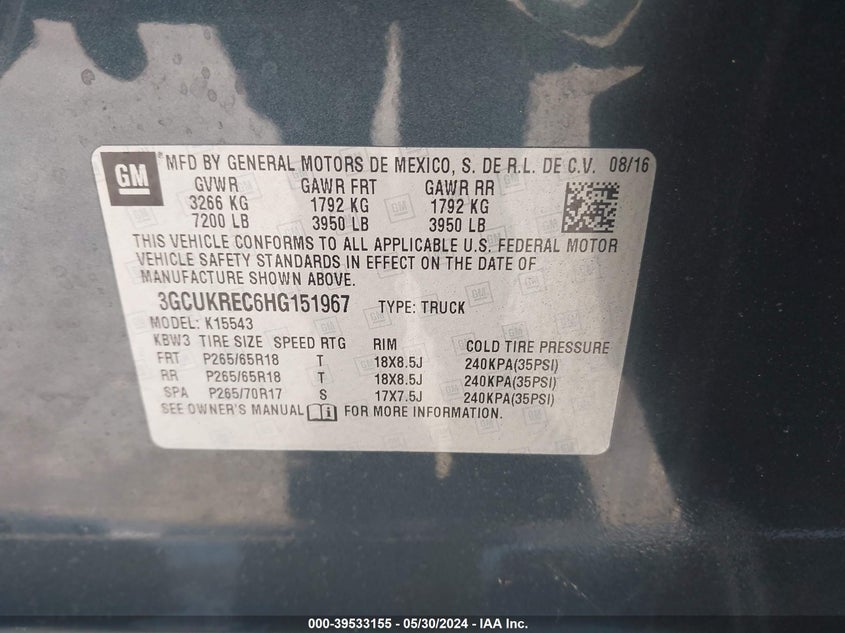 GM
MFD BY GENERAL MOTORS DE MEXICO, S. DE R.L. DE C.V. 08/16
GVWR GAWR FRT GAWR RR
3266 KG 1792 KG 1792 KG
7200 LB 3950 LB 3950 LB
THIS VEHICLE CONFORMS TO ALL APPLICABLE U.S. FEDERAL MOTOR
VEHICLE SAFETY STANDARDS IN EFFECT ON THE DATE OF
MANUFACTURE SHOWN ABOVE.
3GCUKREC6HG151967 TYPE: TRUCK
MODEL: K15543
KBW3 TIRE SIZE SPEED RTG RIM COLD TIRE PRESSURE
FRT P265/65R18 T 18X8.5J 240KPA(35PSI)
RR P265/65R18 T 18X8.5J 240KPA(35PSI)
SPA P265/70R17 S 17X7.5J 240KPA(35PSI)
SEE OWNER'S MANUAL FOR MORE INFORMATION.
000-39533155 - 05/30/2024 - IAA Inc.